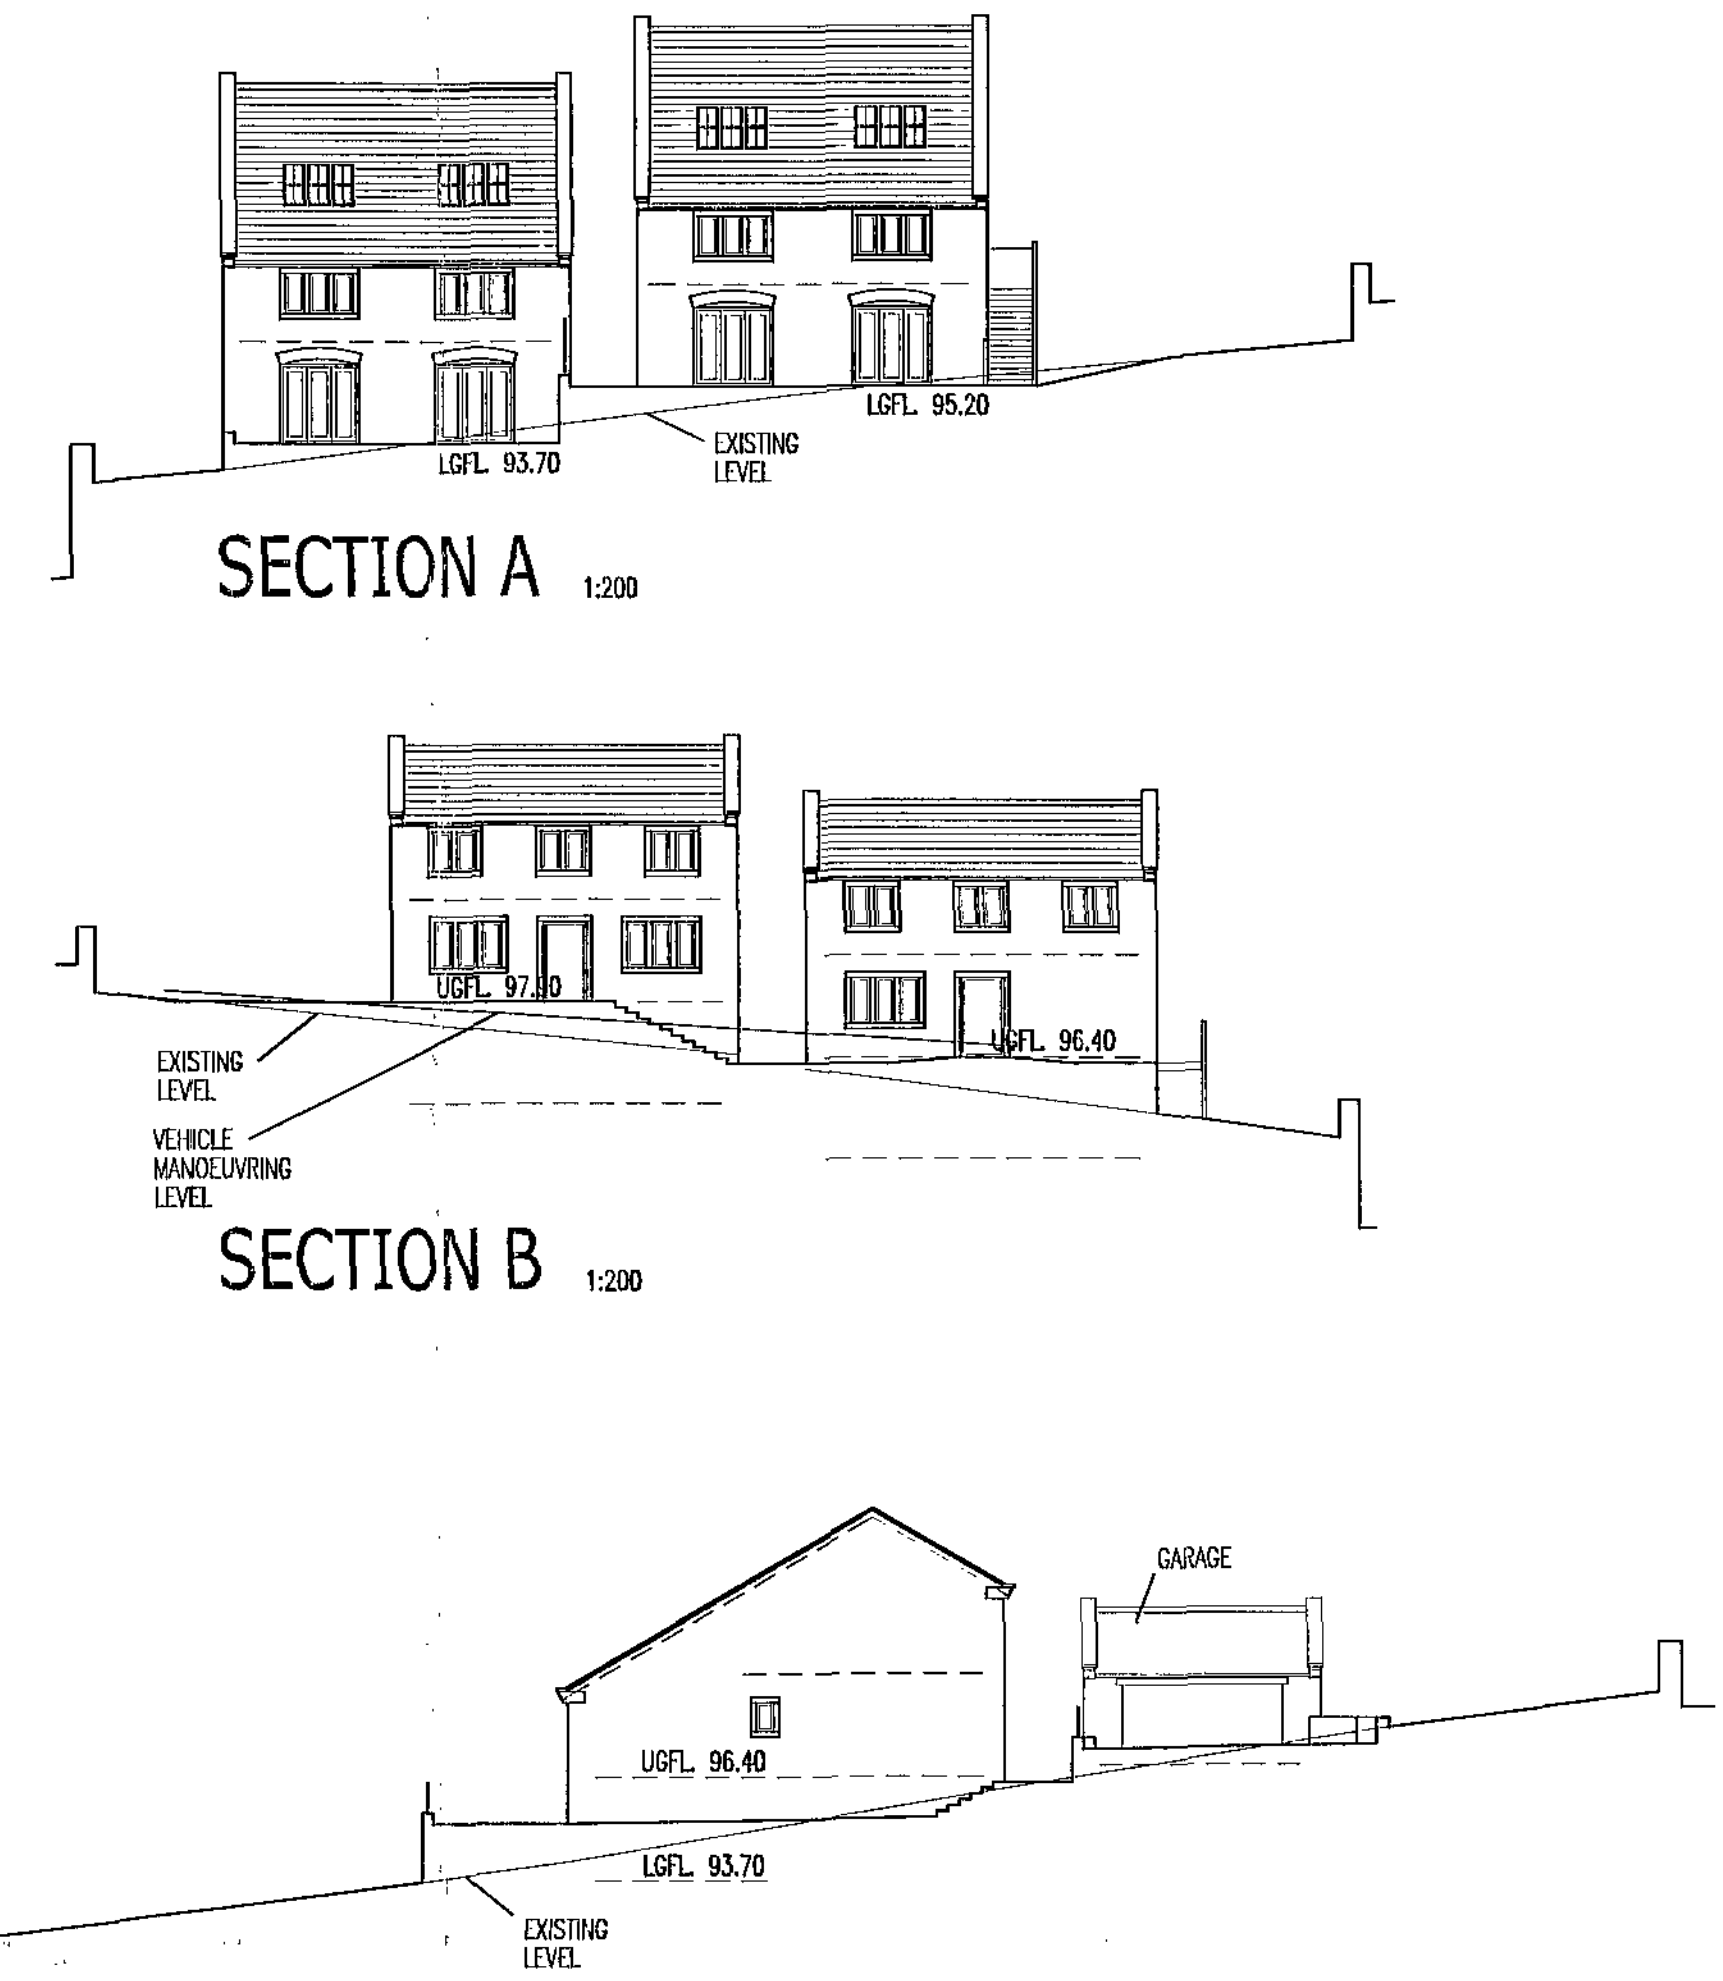 LGFL 95.20
EXISTING
LEVEL
LGFL 93.70
SECTION A 1:200
UGFL 97.90
UGFL 96.40
EXISTING
LEVEL
VEHICLE
MANOEUVRING
LEVEL
SECTION B 1:200
GARAGE
UGFL 96.40
LGFL 93.70
EXISTING
LEVEL